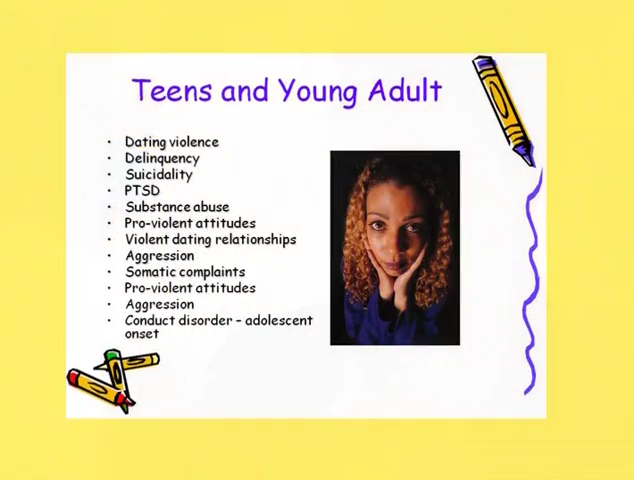 Teens and Young Adult
• Dating violence
• Delinquency
• Suicidality
• PTSD
• Substance abuse
• Pro-violent attitudes
• Violent dating relationships
• Aggression
• Somatic complaints
• Pro-violent attitudes
• Aggression
• Conduct disorder – adolescent
onset